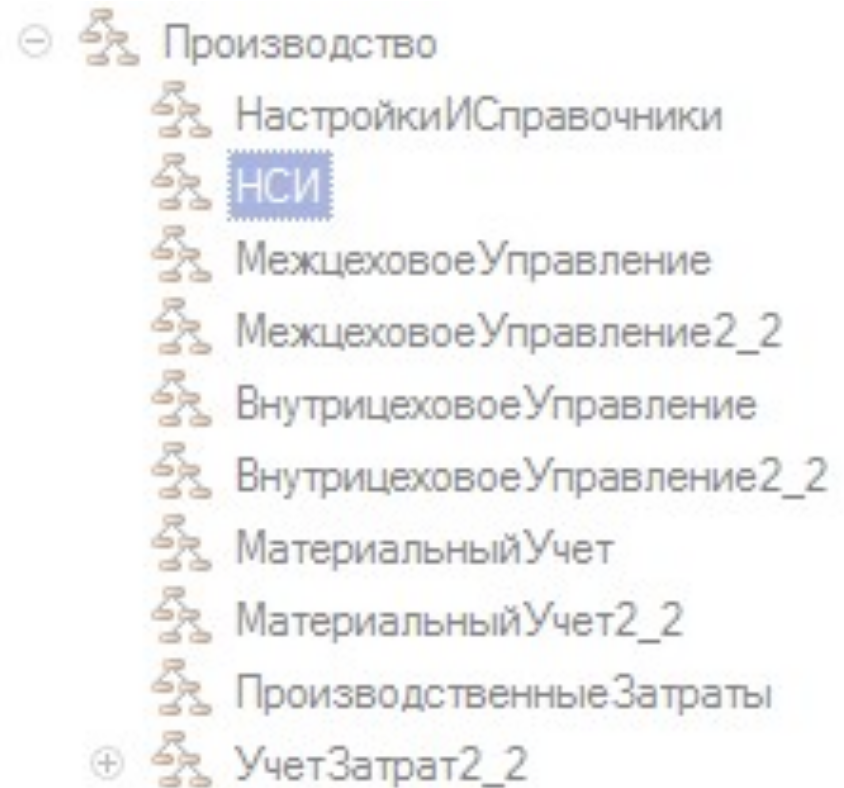 Производство
НастройкиИСправочники
НСИ
МежцеховоеУправление
МежцеховоеУправление2_2
ВнутрицеховоеУправление
ВнутрицеховоеУправление2_2
МатериальныйУчет
МатериальныйУчет2_2
ПроизводственныеЗатраты
УчетЗатрат2_2